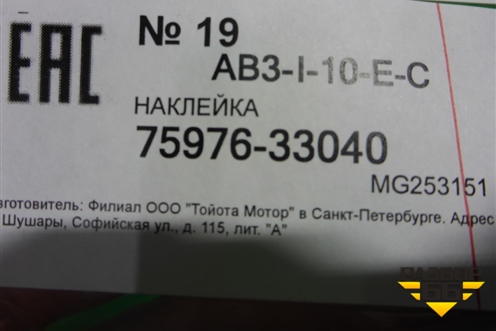 EAC
№ 19
AB3-I-10-E-C
НАКЛЕЙКА
75976-33040
MG253151
зготовитель: Филиал ООО "Тойота Мотор" в Санкт-Петербурге. Адрес
Шушары, Софийская ул., д. 115, лит. "А"